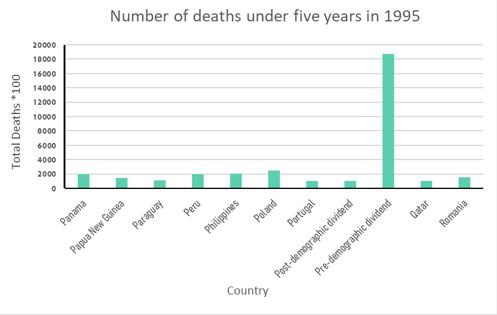 Number of deaths under five years in 1995
Total Deaths *100
20000
18000
16000
14000
12000
10000
8000
6000
4000
2000
0
Panama
Papua New Guinea
Paraguay
Peru
Philippines
Poland
Portugal
Post-demographic dividend
Pre-demographic dividend
Qatar
Romania
Country